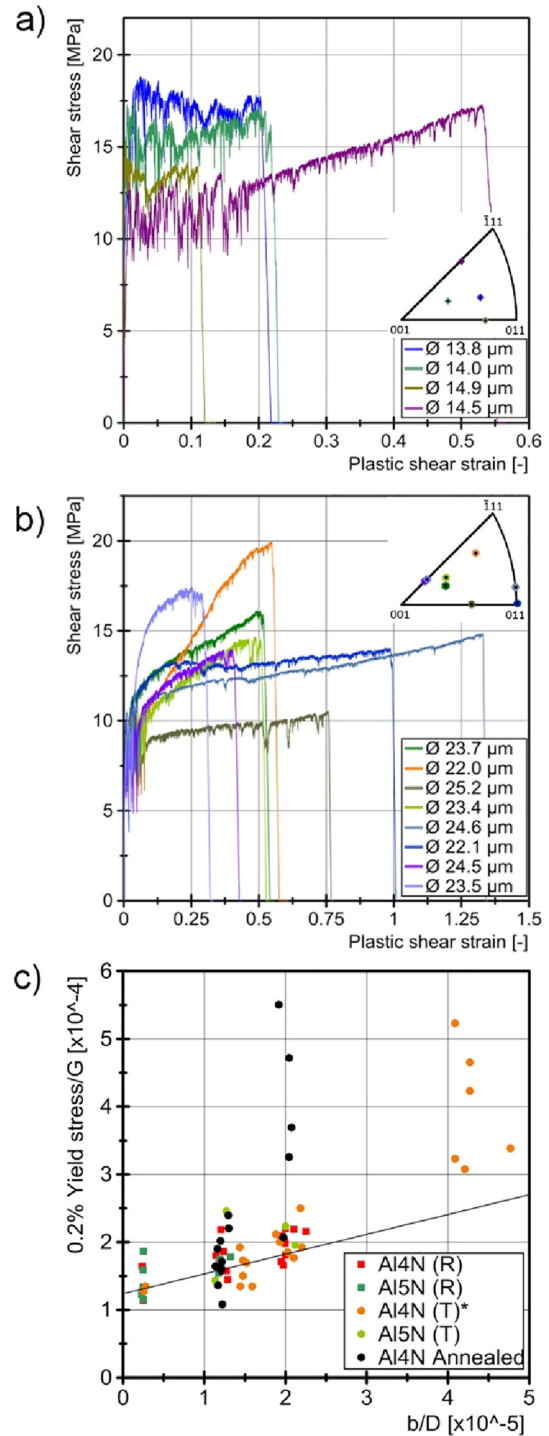 a)
Shear stress [MPa]
20
15
10
5
0
0
0.1
0.2
0.3
0.4
0.5
0.6
Plastic shear strain [-]
1̄11
001
011
Ø 13.8 µm
Ø 14.0 µm
Ø 14.9 µm
Ø 14.5 µm
b)
Shear stress [MPa]
20
15
10
5
0
0
0.25
0.5
0.75
1
1.25
1.5
Plastic shear strain [-]
1̄11
001
011
Ø 23.7 µm
Ø 22.0 µm
Ø 25.2 µm
Ø 23.4 µm
Ø 24.6 µm
Ø 22.1 µm
Ø 24.5 µm
Ø 23.5 µm
c)
0.2% Yield stress/G [x10^-4]
6
5
4
3
2
1
0
0
1
2
3
4
5
b/D [x10^-5]
Al4N (R)
Al5N (R)
Al4N (T)*
Al5N (T)
Al4N Annealed